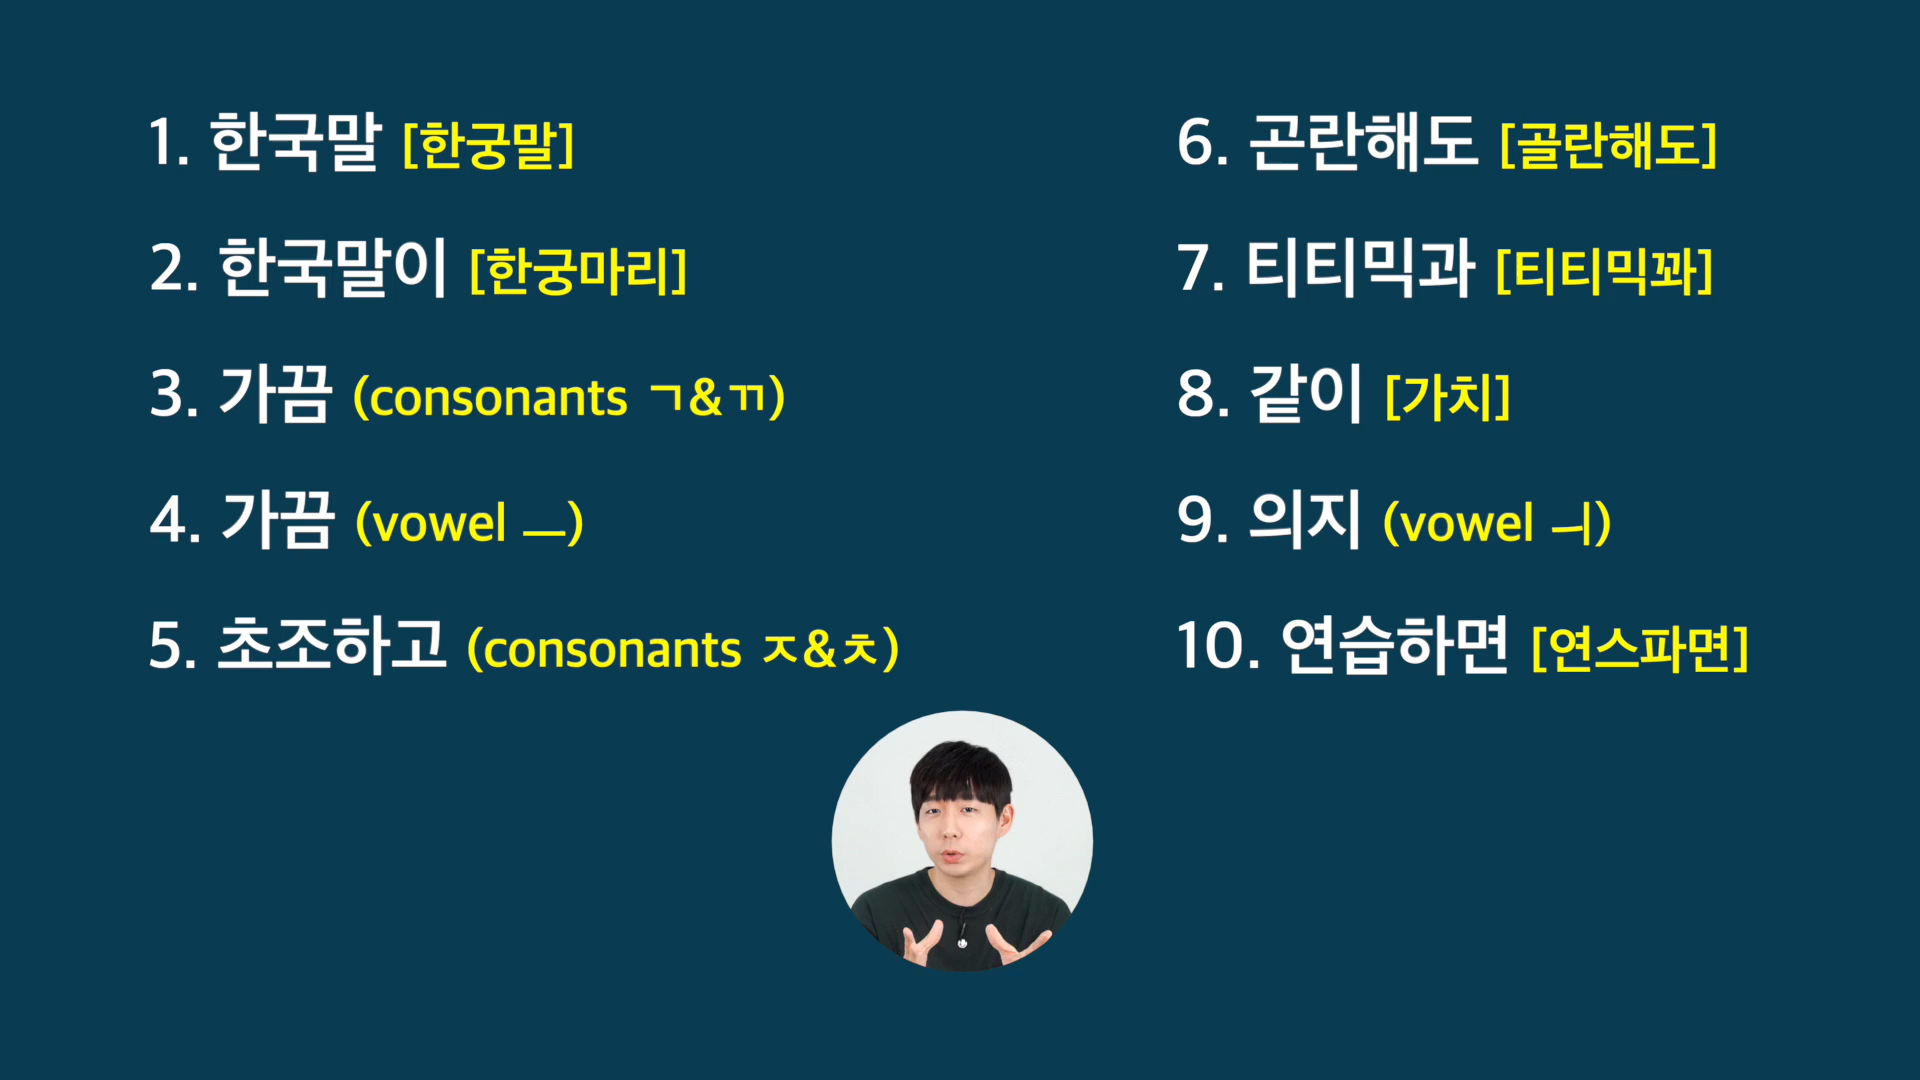 1. 한국말 [한궁말]
2. 한국말이 [한궁마리]
3. 가끔 (consonants ㄱ&ㄲ)
4. 가끔 (vowel ㅡ)
5. 초조하고 (consonants ㅈ&ㅊ)
6. 곤란해도 [골란해도]
7. 티티믹과 [티티믹꽈]
8. 같이 [가치]
9. 의지 (vowel ㅢ)
10. 연습하면 [연스파면]